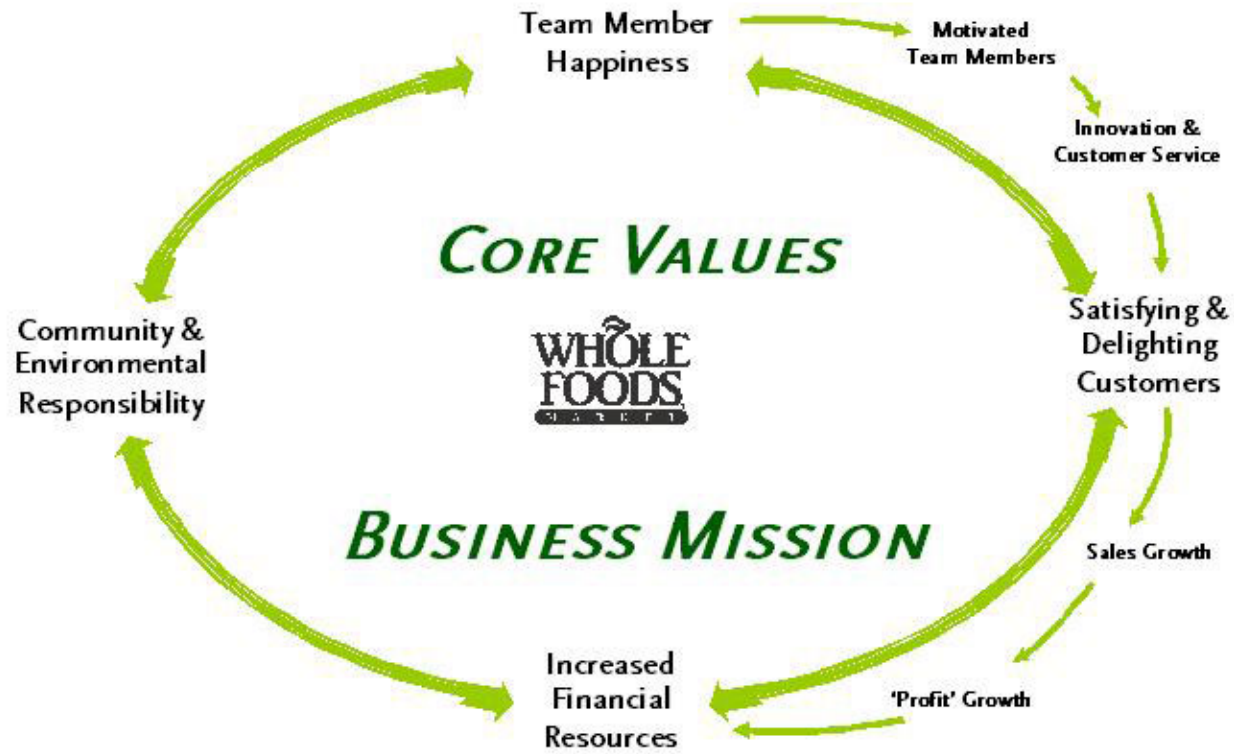 Team Member
Happiness
Motivated
Team Members
Innovation &
Customer Service
CORE VALUES
Community &
Environmental
Responsibility
WHOLE
FOODS
MARKET
Satisfying &
Delighting
Customers
BUSINESS MISSION
Sales Growth
Increased
Financial
Resources
‘Profit’ Growth